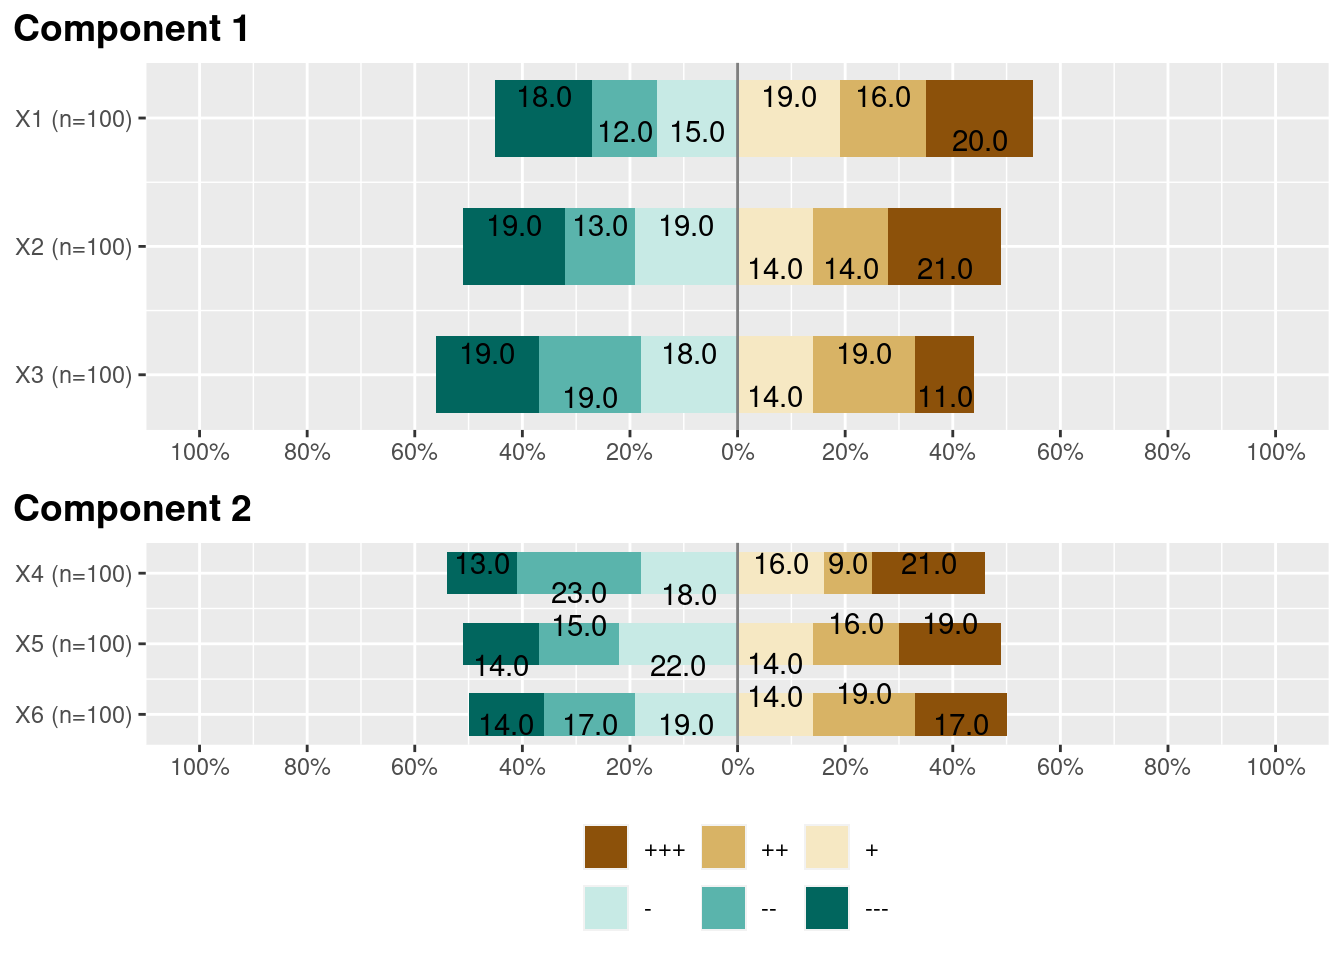 Component 1
X1 (n=100)
18.0 12.0 15.0 19.0 16.0 20.0
X2 (n=100)
19.0 13.0 19.0 14.0 14.0 21.0
X3 (n=100)
19.0 19.0 18.0 14.0 19.0 11.0
100% 80% 60% 40% 20% 0% 20% 40% 60% 80% 100%
Component 2
X4 (n=100)
13.0 23.0 18.0 16.0 9.0 21.0
X5 (n=100)
14.0 15.0 22.0 14.0 16.0 19.0
X6 (n=100)
14.0 17.0 19.0 14.0 19.0 17.0
100% 80% 60% 40% 20% 0% 20% 40% 60% 80% 100%
+++ ++ +
- -- ---